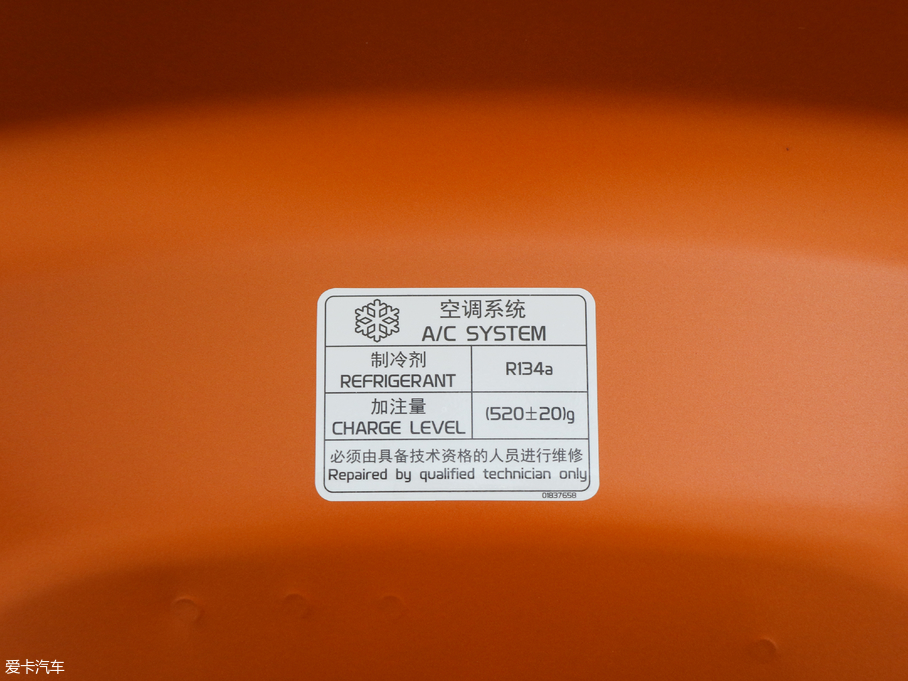 空调系统
A/C SYSTEM
制冷剂
REFRIGERANT
R134a
加注量
CHARGE LEVEL
(520±20)g
必须由具备技术资格的人员进行维修
Repaired by qualified technician only
01837658
爱卡汽车